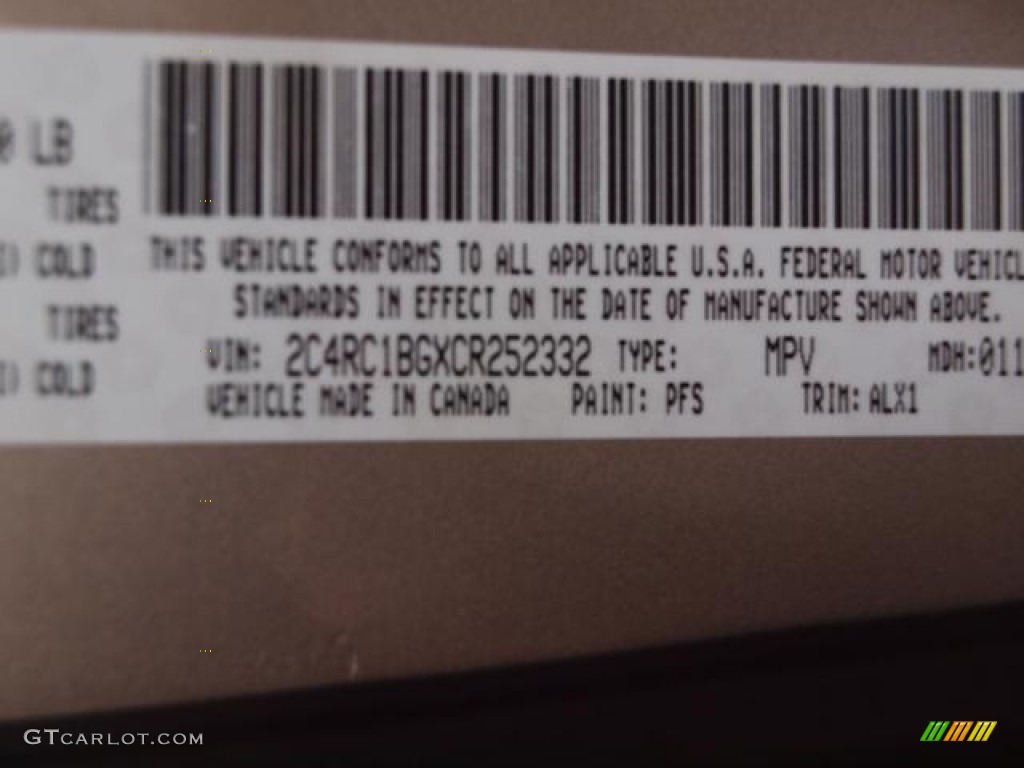 LB
TIRES
COLD
TIRES
COLD
THIS VEHICLE CONFORMS TO ALL APPLICABLE U.S.A. FEDERAL MOTOR VEHICL
STANDARDS IN EFFECT ON THE DATE OF MANUFACTURE SHOWN ABOVE.
VIN: 2C4RC1BGXCR252332 TYPE: MPV MDH:011
VEHICLE MADE IN CANADA PAINT: PFS TRIM: ALX1
GTCARLOT.COM